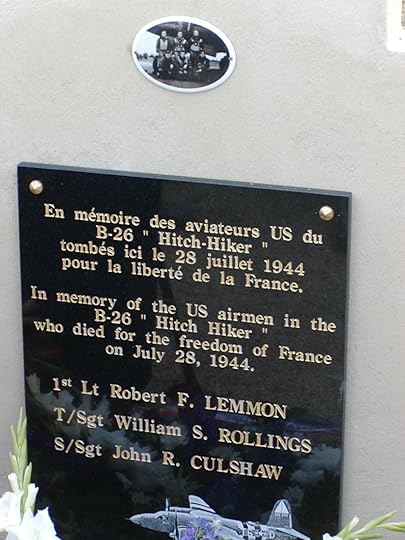 En mémoire des aviateurs US du
B-26 " Hitch-Hiker "
tombés ici le 28 juillet 1944
pour la liberté de la France.
In memory of the US airmen in the
B-26 " Hitch Hiker "
who died for the freedom of France
on July 28, 1944.
1st Lt Robert F. LEMMON
T/Sgt William S. ROLLINGS
S/Sgt John R. CULSHAW